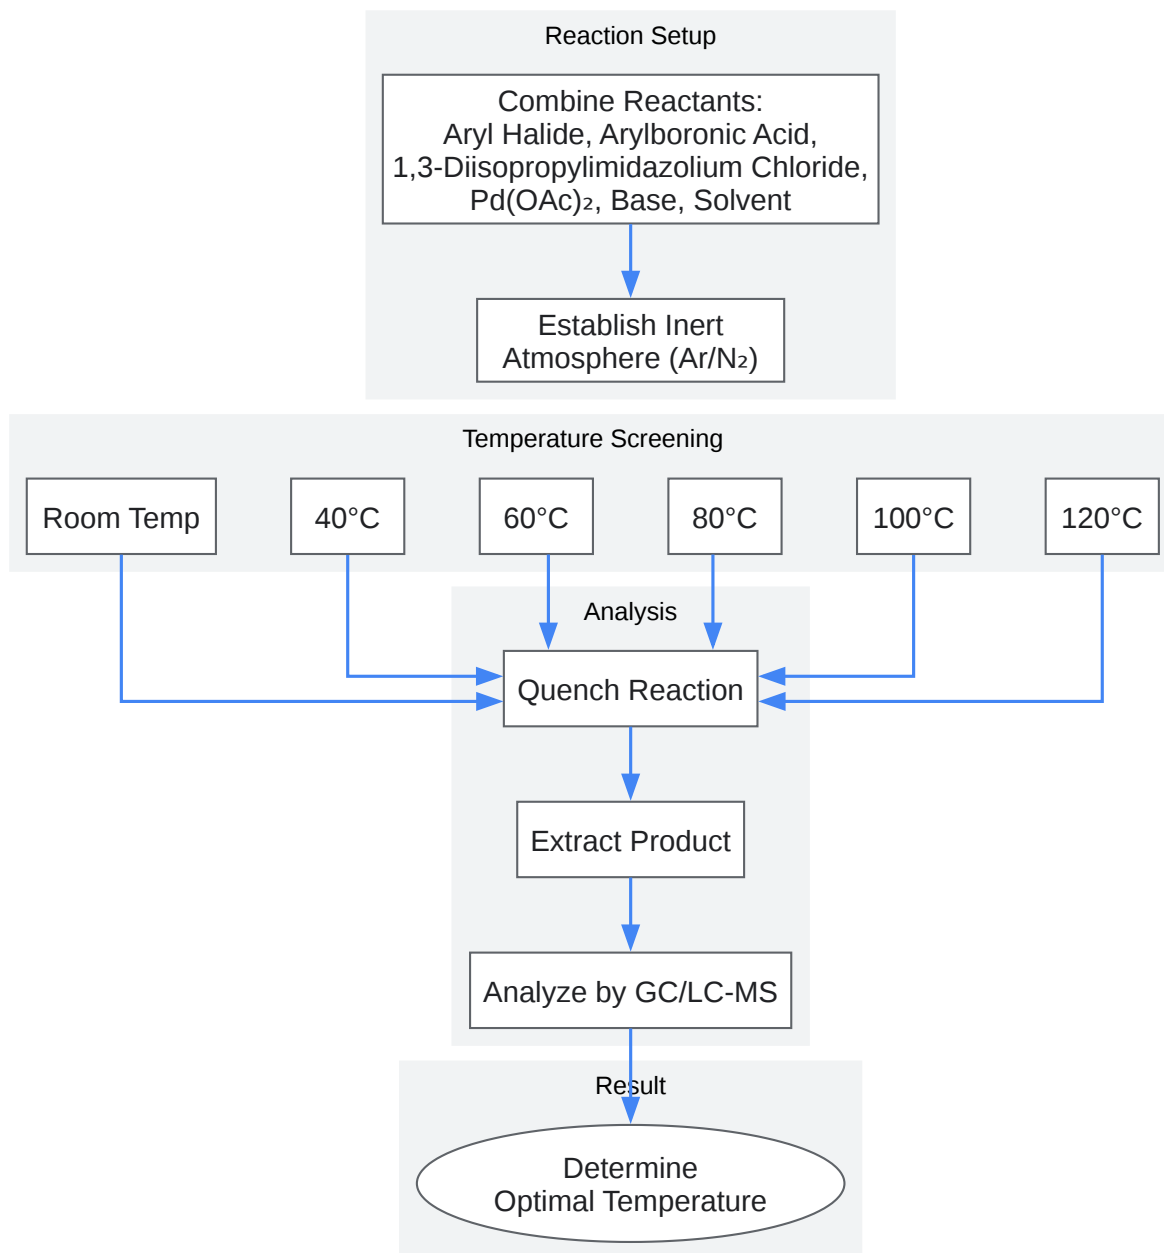 Reaction Setup
Combine Reactants:
Aryl Halide, Arylboronic Acid,
1,3-Diisopropylimidazolium Chloride,
Pd(OAc)₂, Base, Solvent
Establish Inert
Atmosphere (Ar/N₂)
Temperature Screening
Room Temp
40°C
60°C
80°C
100°C
120°C
Analysis
Quench Reaction
Extract Product
Analyze by GC/LC-MS
Result
Determine
Optimal Temperature